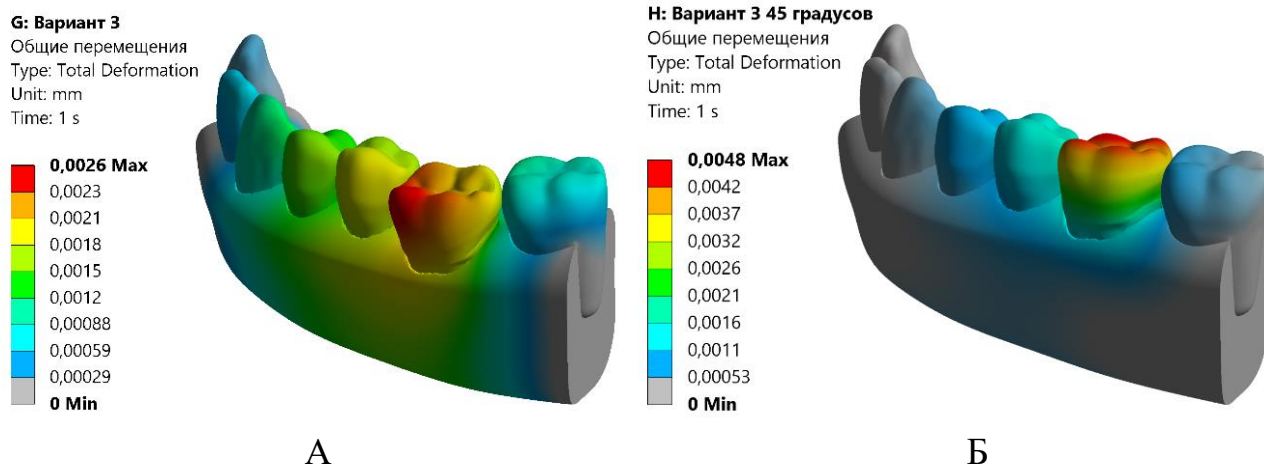 G: Вариант 3
Общие перемещения
Type: Total Deformation
Unit: mm
Time: 1 s
0,0026 Max
0,0023
0,0021
0,0018
0,0015
0,0012
0,00088
0,00059
0,00029
0 Min
А
H: Вариант 3 45 градусов
Общие перемещения
Type: Total Deformation
Unit: mm
Time: 1 s
0,0048 Max
0,0042
0,0037
0,0032
0,0026
0,0021
0,0016
0,0011
0,00053
0 Min
Б